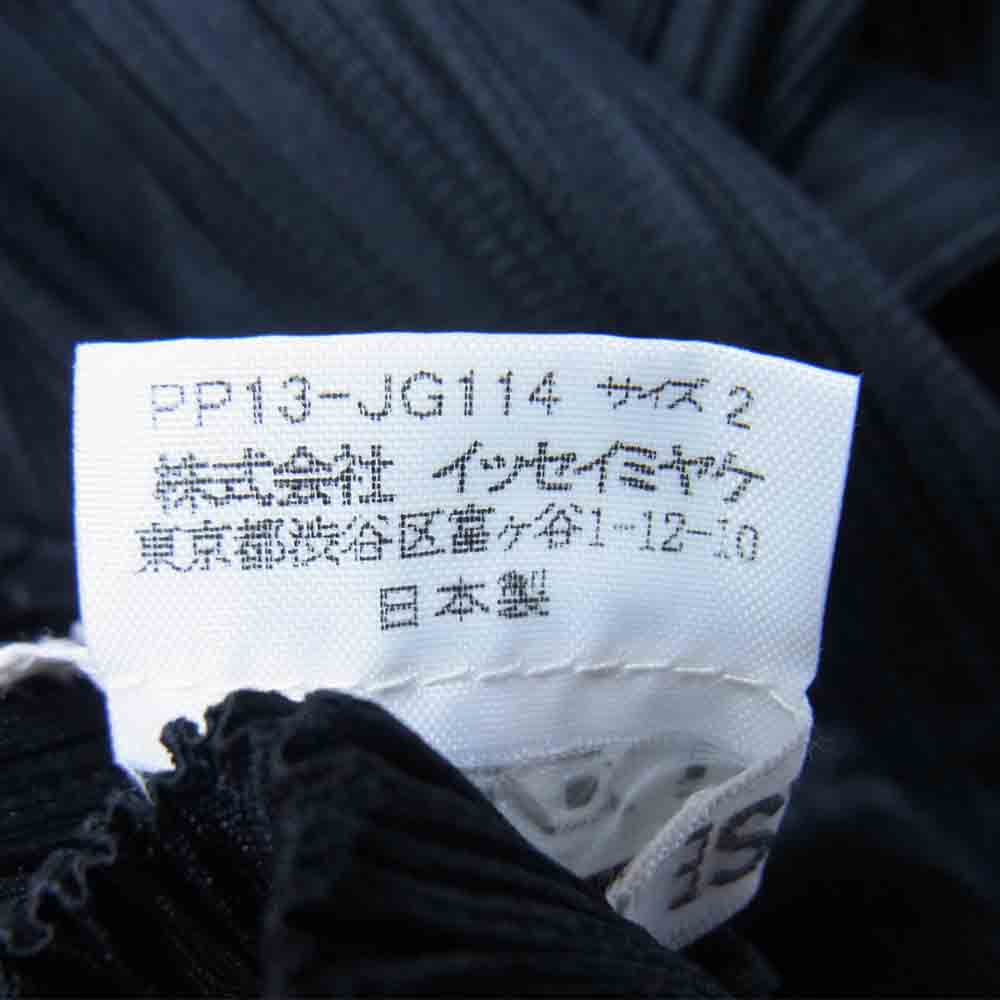 PP13-JG114 サイズ 2
株式会社 イッセイミヤケ
東京都渋谷区富ヶ谷1-12-10
日本製